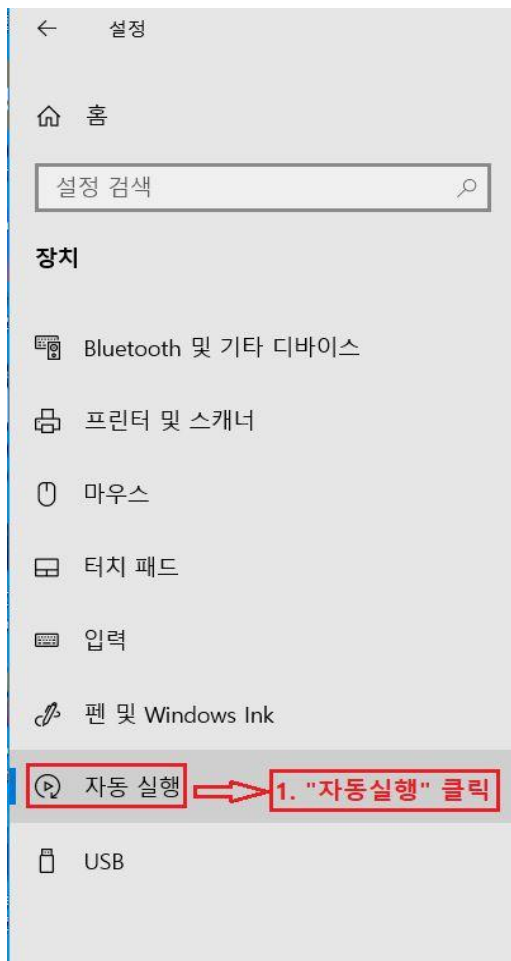 설정
홈
설정 검색
장치
Bluetooth 및 기타 디바이스
프린터 및 스캐너
마우스
터치 패드
입력
펜 및 Windows Ink
자동 실행 1. "자동실행" 클릭
USB